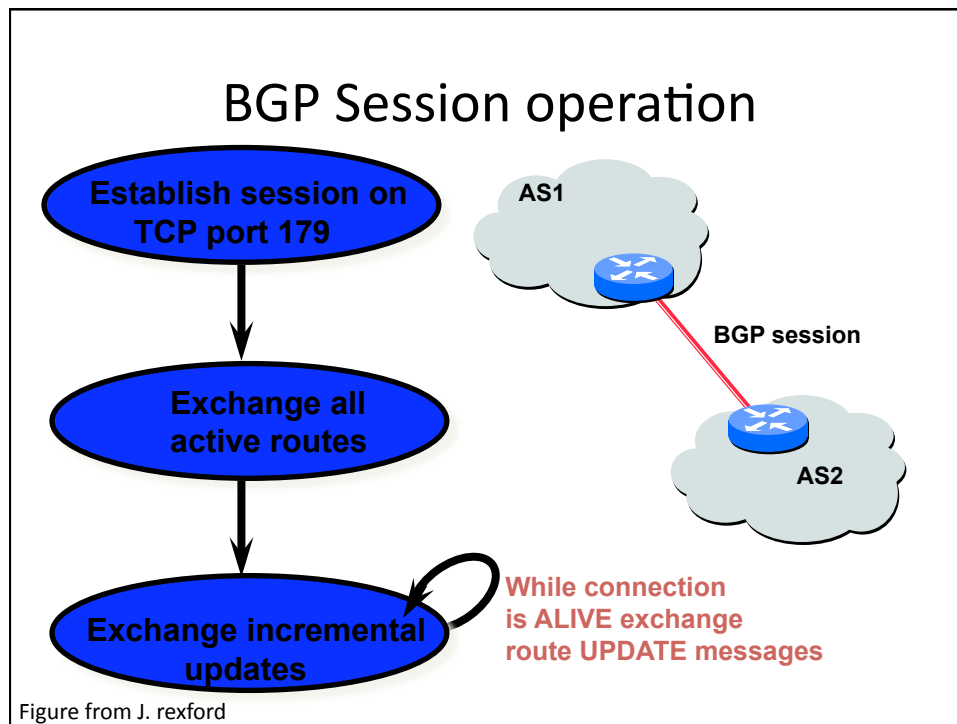 BGP Session operation
Establish session on
TCP port 179
Exchange all
active routes
Exchange incremental
updates
While connection
is ALIVE exchange
route UPDATE messages
AS1
BGP session
AS2
Figure from J. rexford